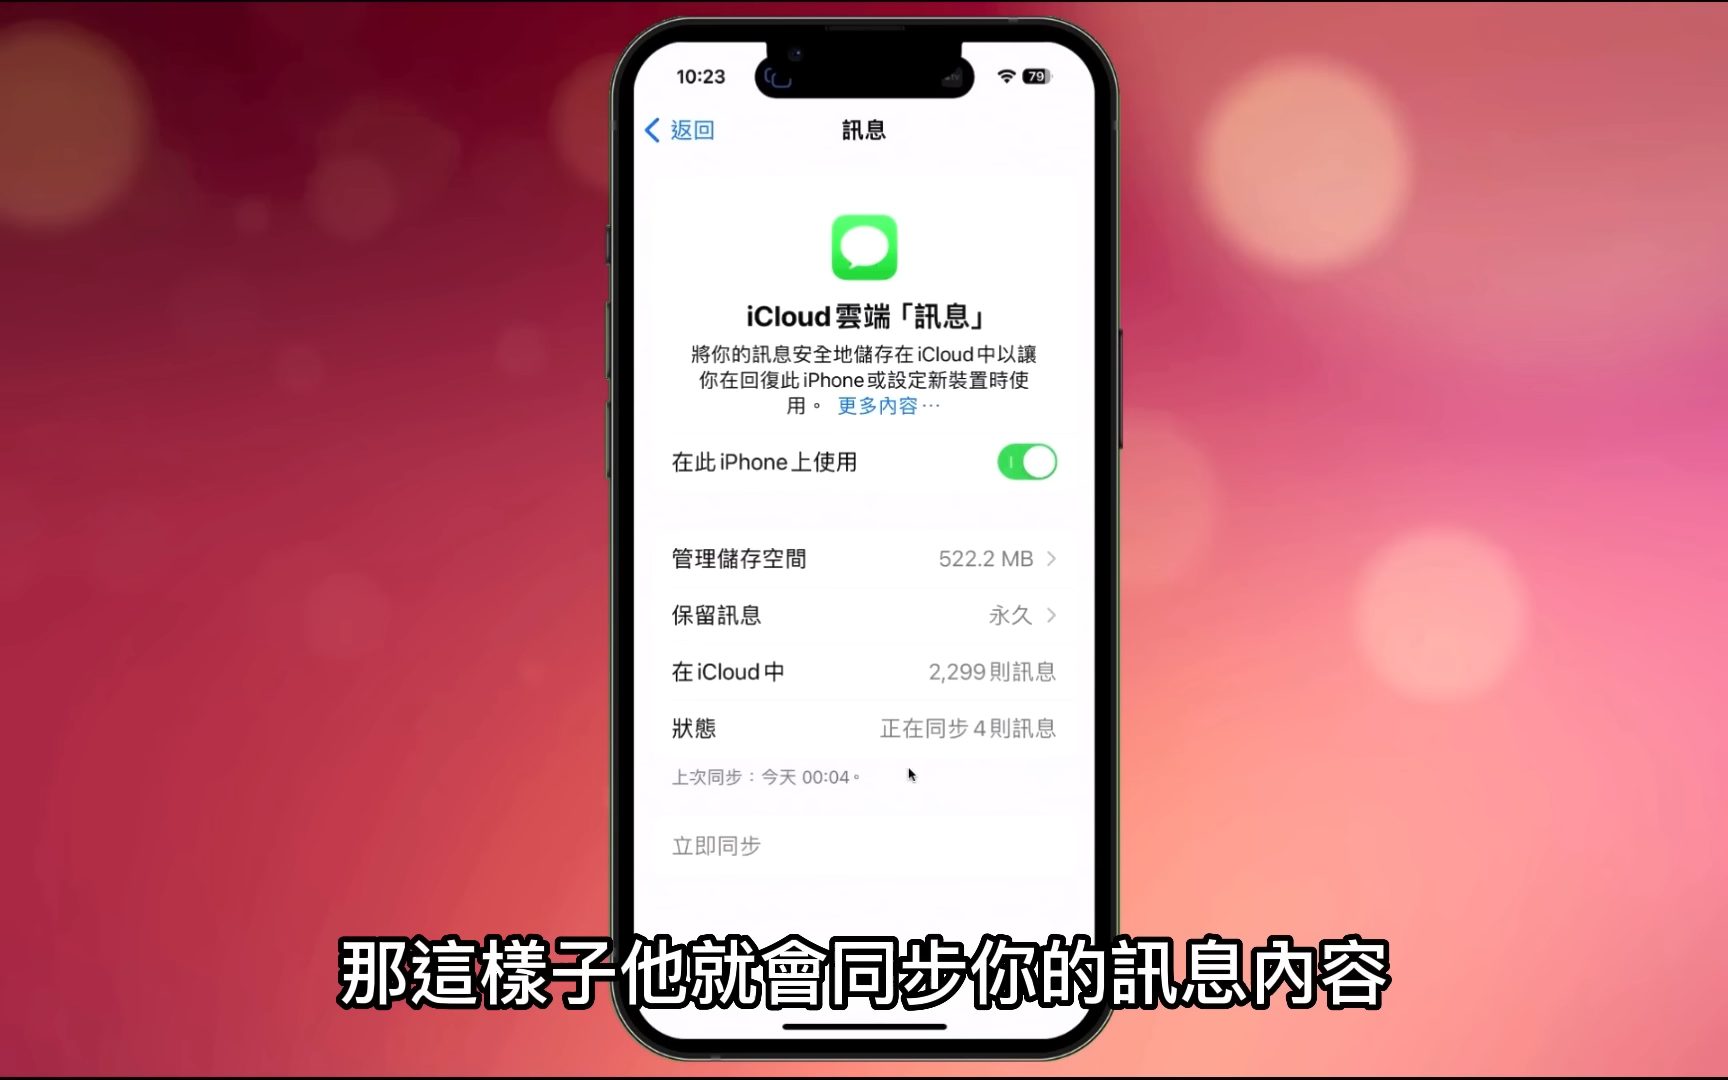 10:23
79
返回
訊息
iCloud雲端「訊息」
將你的訊息安全地儲存在iCloud中以讓
你在回復此iPhone或設定新裝置時使
用。 更多內容…
在此iPhone上使用
管理儲存空間 522.2 MB
保留訊息 永久
在iCloud中 2,299則訊息
狀態 正在同步4則訊息
上次同步：今天 00:04。
立即同步
那這樣子他就會同步你的訊息內容